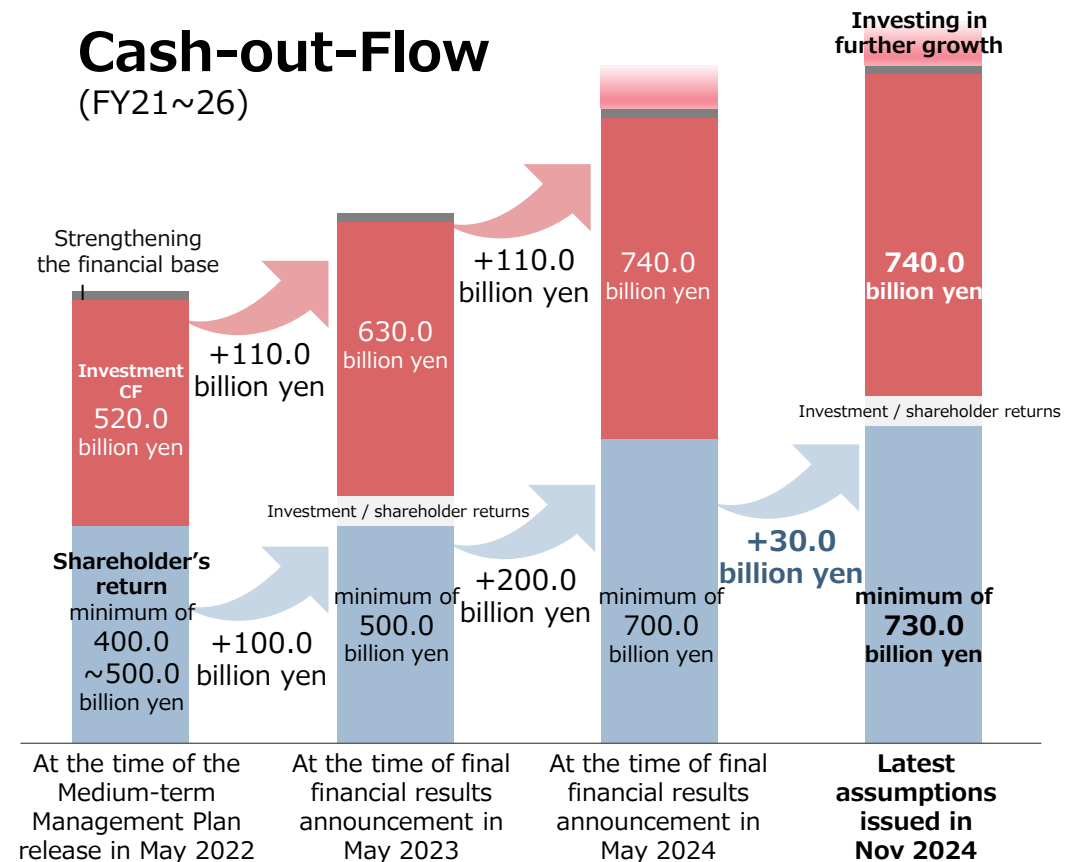 Cash-out-Flow
(FY21~26)
Investing in
further growth
Strengthening
the financial base
Investment
CF
520.0
billion yen
+110.0
billion yen
630.0
billion yen
+110.0
billion yen
740.0
billion yen
740.0
billion yen
Investment / shareholder returns
Investment / shareholder returns
Shareholder's
return
minimum of
400.0
~500.0
billion yen
+100.0
billion yen
minimum of
500.0
billion yen
+200.0
billion yen
minimum of
700.0
billion yen
+30.0
billion yen
minimum of
730.0
billion yen
At the time of the
Medium-term
Management Plan
release in May 2022
At the time of final
financial results
announcement in
May 2023
At the time of final
financial results
announcement in
May 2024
Latest
assumptions
issued in
Nov 2024